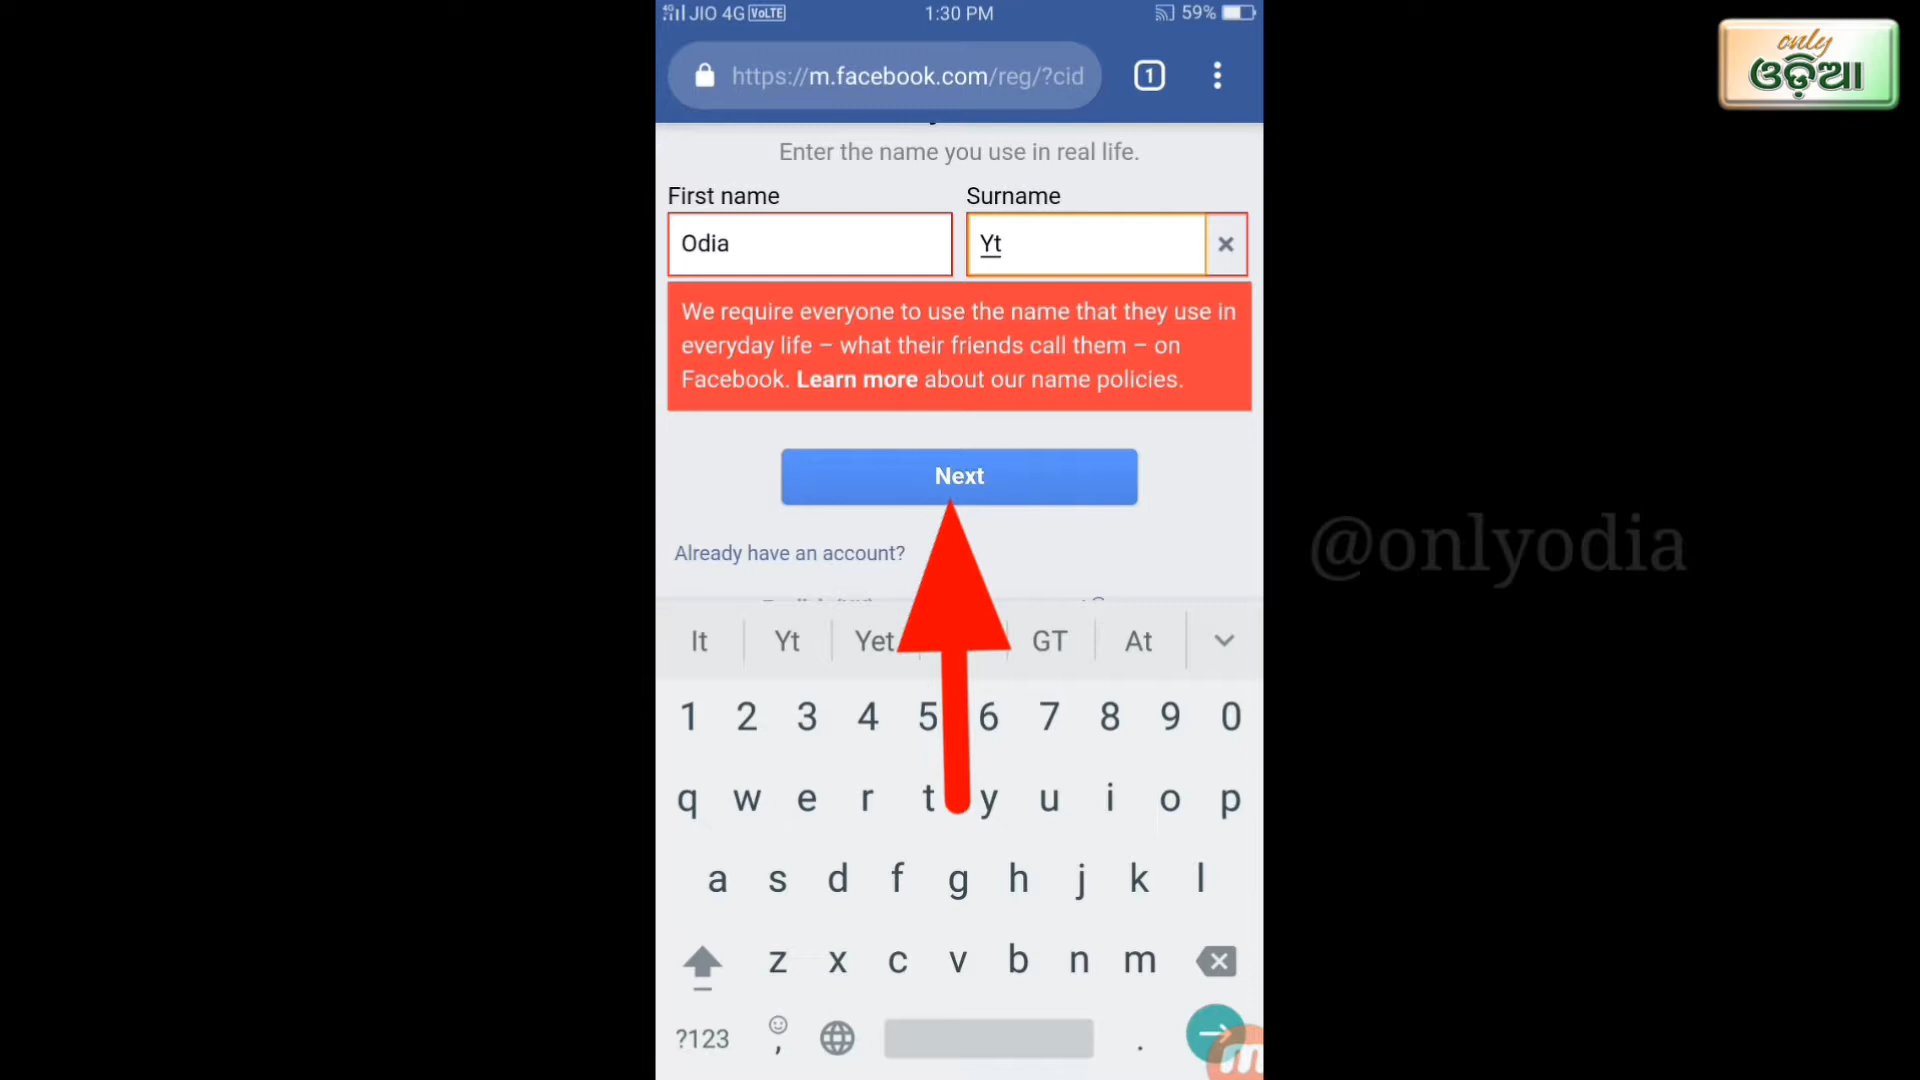 JIO 4G VoLTE 1:30 PM 59%
https://m.facebook.com/reg/?cid 1
only
ଓଡ଼ିଆ
Enter the name you use in real life.
First name Surname
Odia Yt
We require everyone to use the name that they use in
everyday life – what their friends call them – on
Facebook. Learn more about our name policies.
Next
Already have an account?
@onlyodia
It Yt Yet GT At
1 2 3 4 5 6 7 8 9 0
q w e r t y u i o p
a s d f g h j k l
z x c v b n m
?123 , .